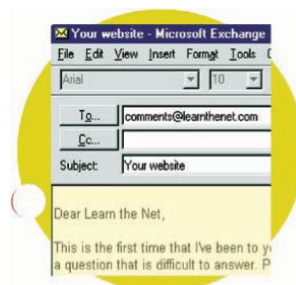 Your website - Microsoft Exchange
File Edit View Insert Format Tools
Arial 10
To... comments@learnthenet.com
Cc...
Subject: Your website
Dear Learn the Net,
This is the first time that I've been to
a question that is difficult to answer.